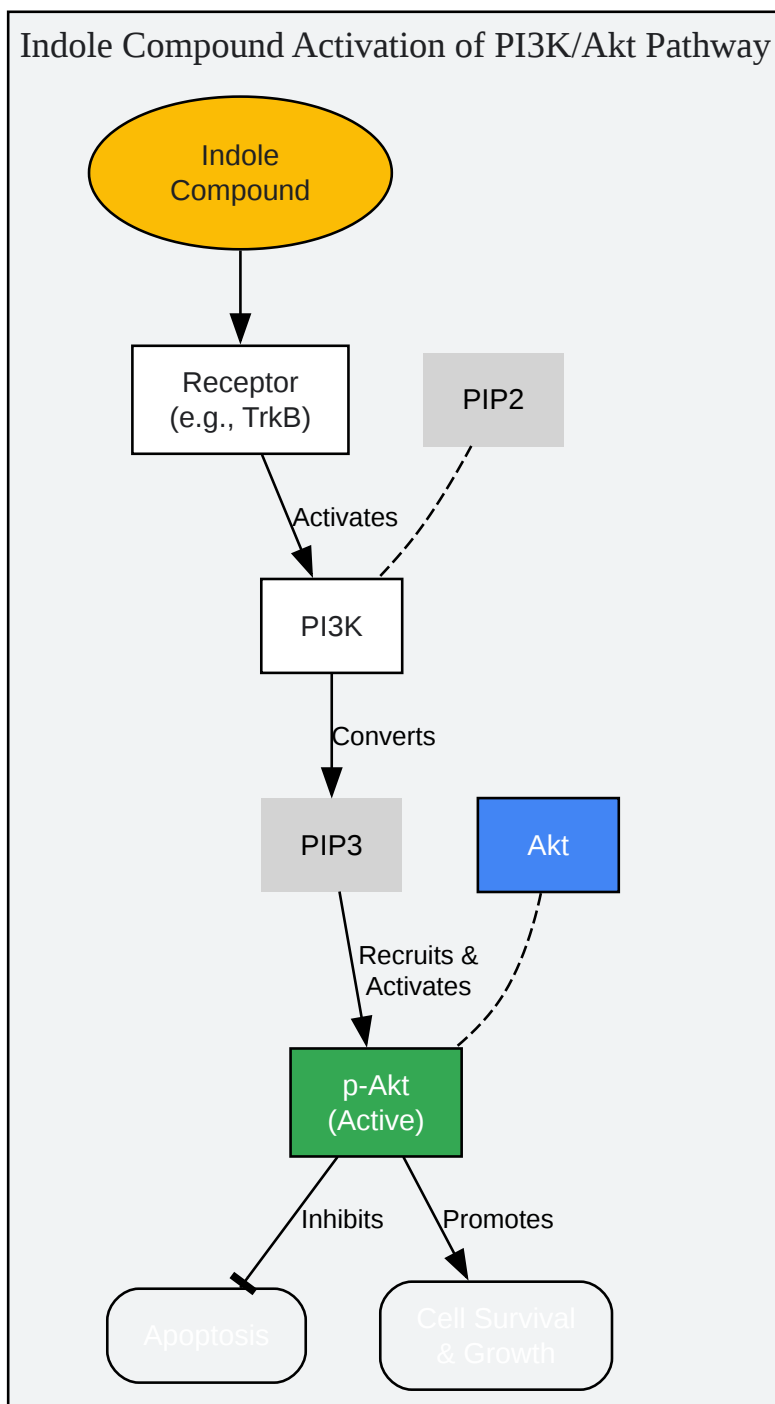 Indole Compound Activation of PI3K/Akt Pathway
Indole
Compound
Receptor
(e.g., TrkB)
PIP2
Activates
PI3K
Converts
PIP3
Akt
Recruits &
Activates
p-Akt
(Active)
Inhibits
Promotes
Apoptosis
Cell Survival
& Growth